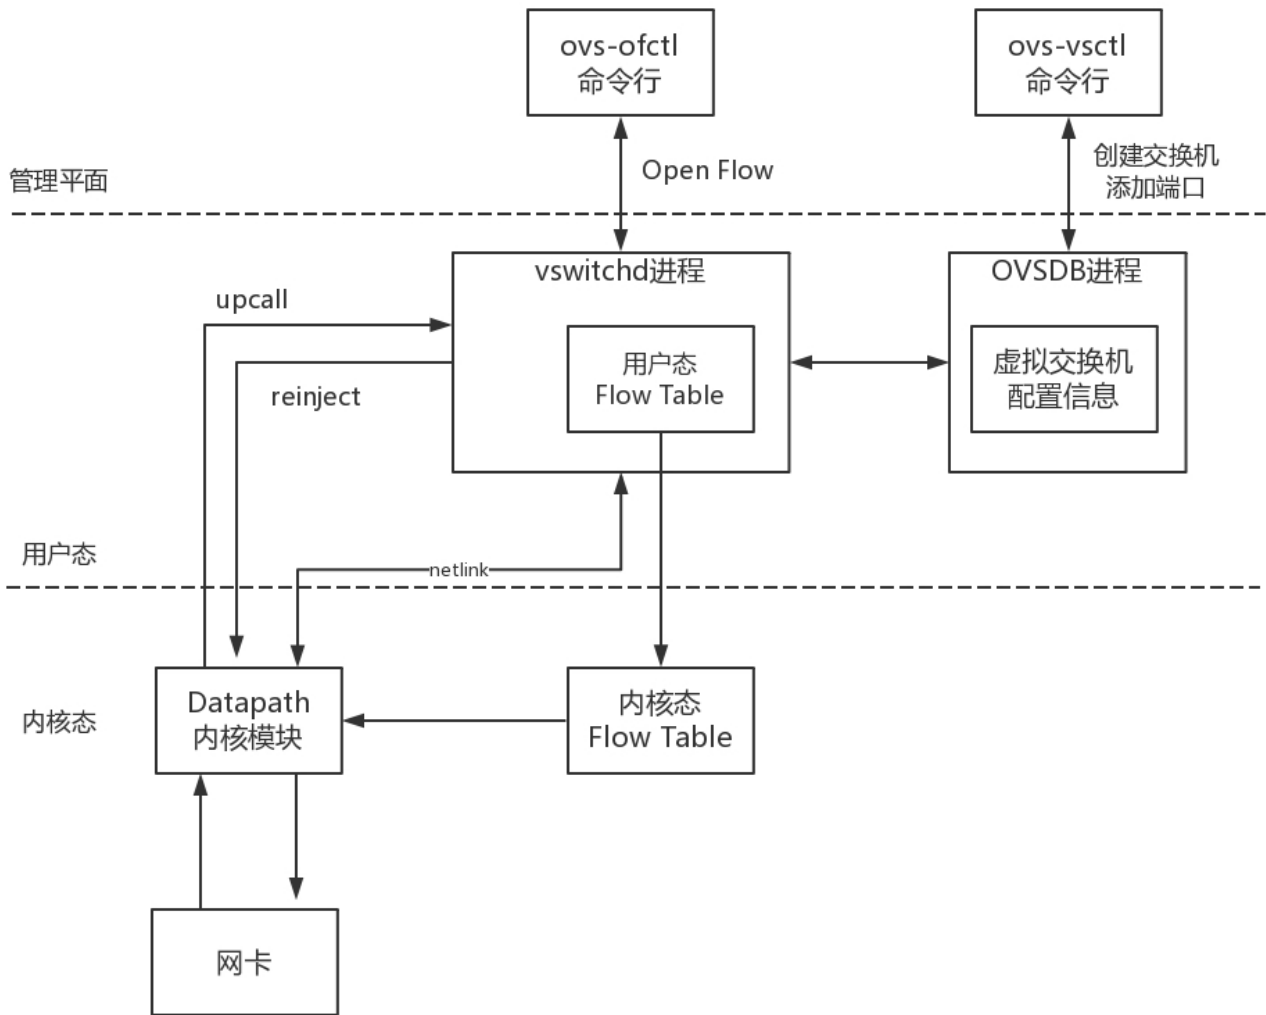 ovs-ofctl
命令行
ovs-vsctl
命令行
Open Flow
创建交换机
添加端口
管理平面
vswitchd进程
OVSDB进程
upcall
用户态
Flow Table
虚拟交换机
配置信息
reinject
用户态
netlink
Datapath
内核模块
内核态
Flow Table
内核态
网卡